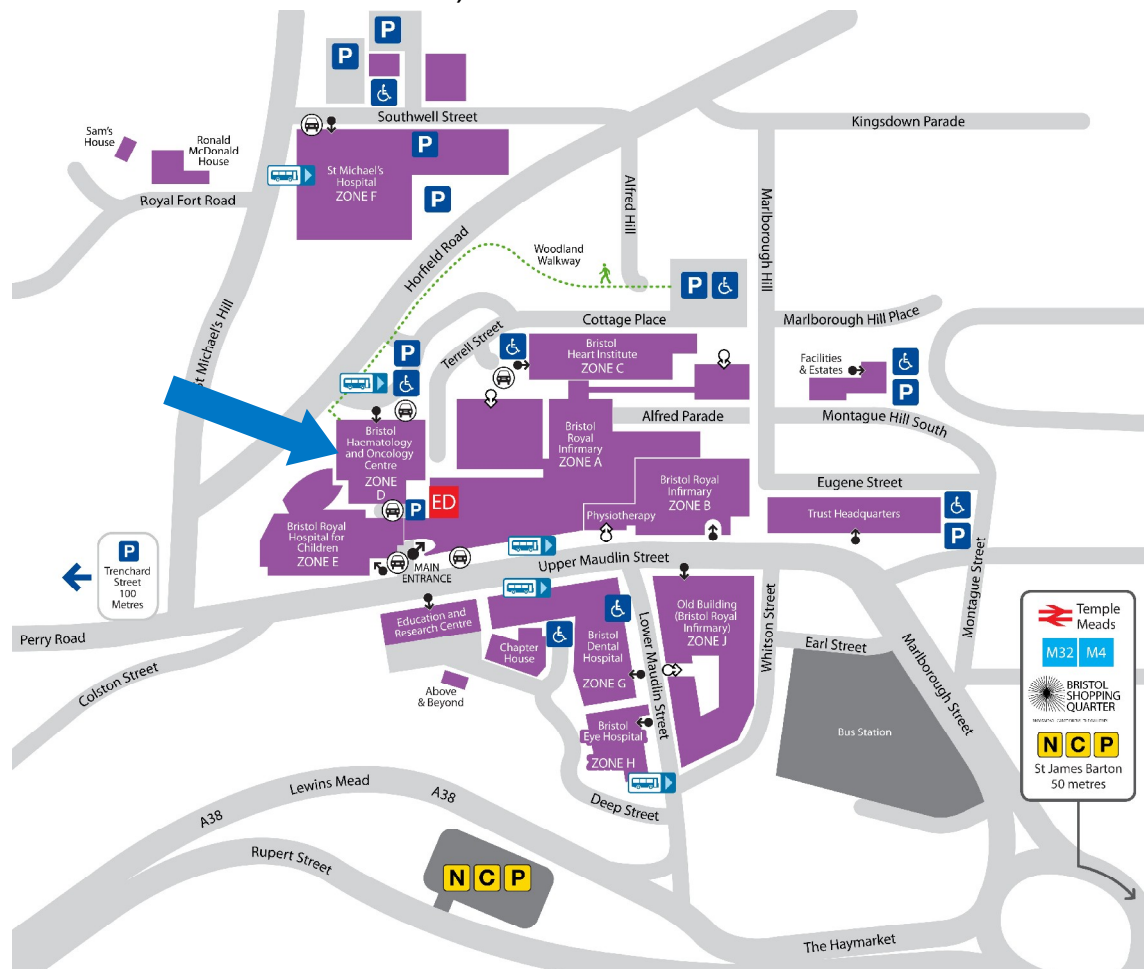 P
P
Southwell Street
Kingsdown Parade
Sam's
House
Ronald
McDonald
House
P
St Michael's
Hospital
ZONE F
P
Royal Fort Road
Alfred Hill
Marlborough Hill
Horfield Road
Woodland
Walkway
P
St Michael's Hill
Cottage Place
Marlborough Hill Place
Terrell Street
P
Bristol
Heart Institute
ZONE C
Facilities
& Estates
P
Alfred Parade
Montague Hill South
Bristol
Haematology
and Oncology
Centre
ZONE
D
Bristol
Royal
Infirmary
ZONE A
Bristol Royal
Infirmary
ZONE B
Eugene Street
P
ED
Physiotherapy
Trust Headquarters
P
Bristol Royal
Hospital for
Children
ZONE E
MAIN
ENTRANCE
Upper Maudlin Street
P
Trenchard
Street
100
Metres
Montague Street
Perry Road
Education and
Research Centre
Chapter
House
Bristol
Dental
Hospital
ZONE G
Lower Maudlin Street
Old Building
(Bristol Royal
Infirmary)
ZONE J
Whitson Street
Earl Street
Marlborough Street
Colston Street
Above
& Beyond
Bristol
Eye Hospital
ZONE H
Bus Station
Deep Street
Temple
Meads
M32 M4
BRISTOL
SHOPPING
QUARTER
NCP
St James Barton
50 metres
Lewins Mead
A38
A38
Rupert Street
NCP
The Haymarket